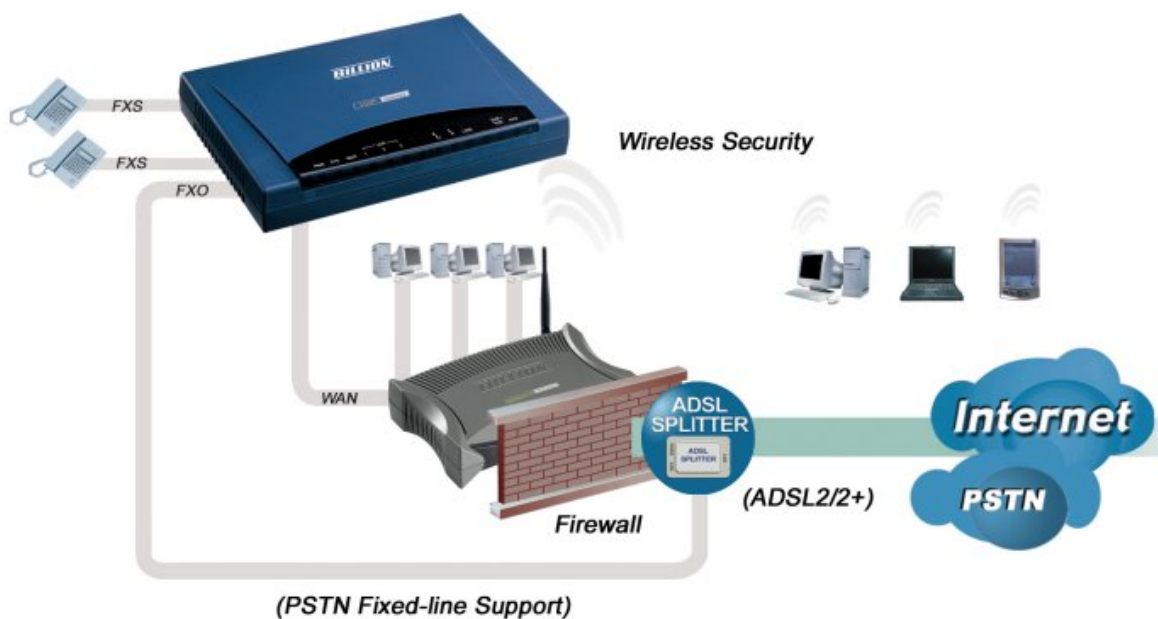 BILLION
FXS
FXS
FXO
Wireless Security
WAN
BILLION
ADSL
SPLITTER
ADSL
SPLITTER
Internet
PSTN
(ADSL2/2+)
Firewall
(PSTN Fixed-line Support)